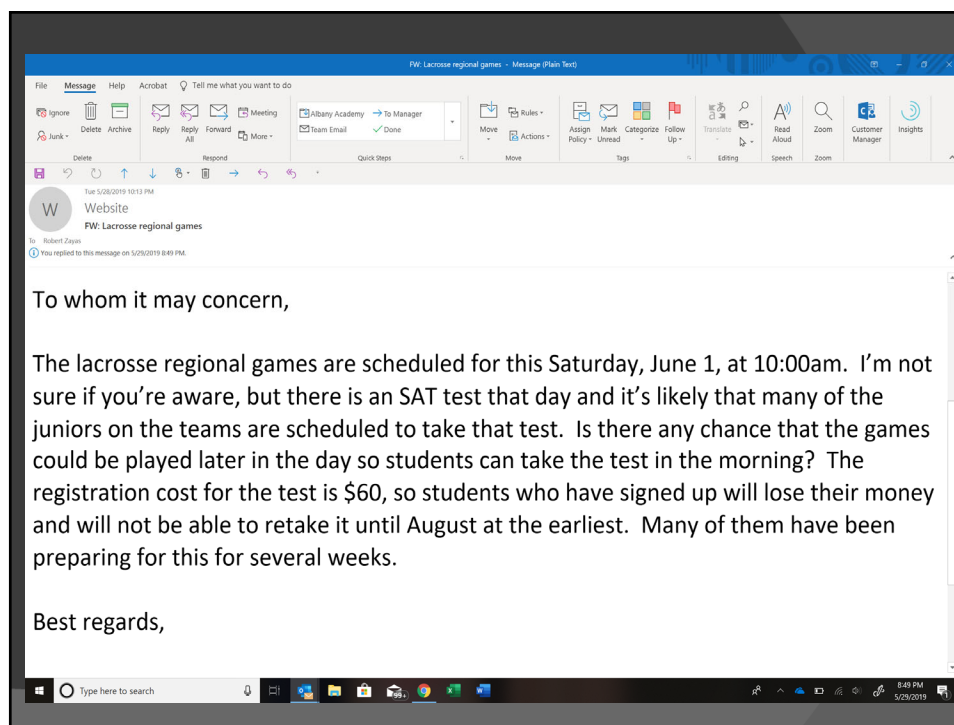 FW: Lacrosse regional games - Message (Plain Text)
File Message Help Acrobat Tell me what you want to do
Ignore
Junk
Delete Archive
Reply Reply All Forward
Meeting
More
Albany Academy To Manager
Team Email Done
Move
Rules
Actions
Assign Policy Mark Unread Categorize Follow Up
Translate
Read Aloud
Zoom
Customer Manager
Insights
Delete Respond Quick Steps Move Tags Editing Speech Zoom
Tue 5/28/2019 10:13 PM
W Website
FW: Lacrosse regional games
To Robert Zayas
You replied to this message on 5/29/2019 8:49 PM.
To whom it may concern,
The lacrosse regional games are scheduled for this Saturday, June 1, at 10:00am. I'm not
sure if you're aware, but there is an SAT test that day and it's likely that many of the
juniors on the teams are scheduled to take that test. Is there any chance that the games
could be played later in the day so students can take the test in the morning? The
registration cost for the test is $60, so students who have signed up will lose their money
and will not be able to retake it until August at the earliest. Many of them have been
preparing for this for several weeks.
Best regards,
Type here to search
99+
8:49 PM
5/29/2019